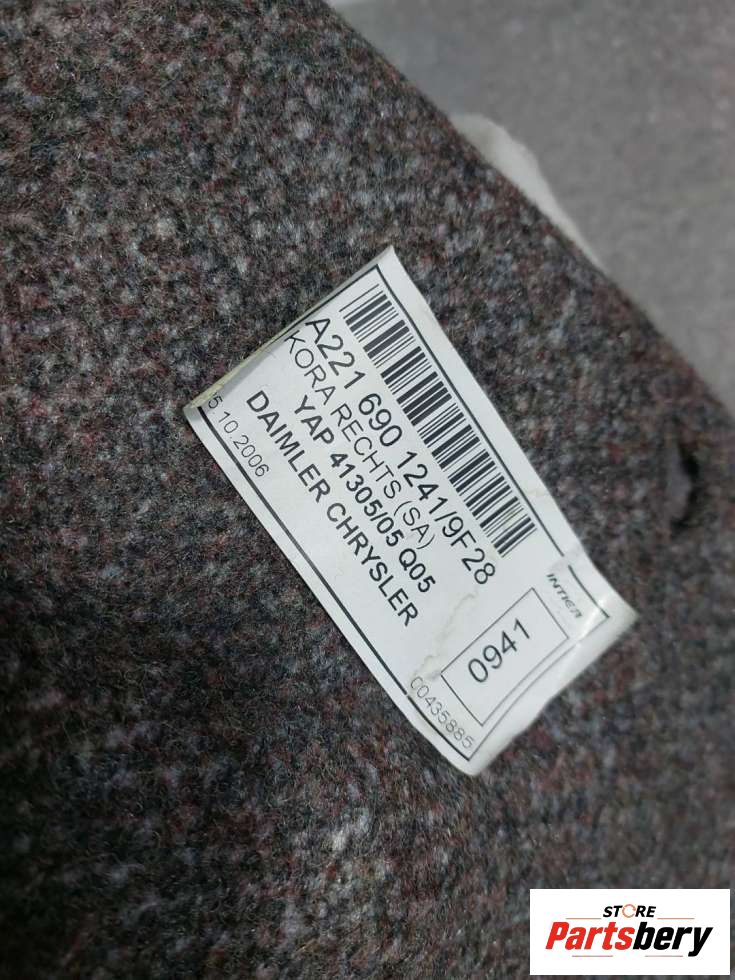 A221 690 1241/9F28
KORA RECHTS (SA)
YAP 41305/05 Q05
DAIMLER CHRYSLER
5.10.2006
INTIER
0941
00435885
STORE
Partsbery